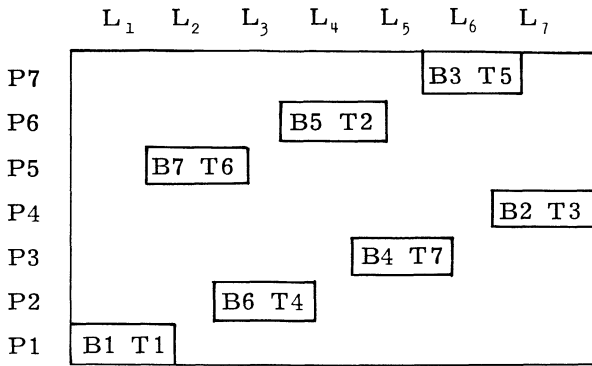 L₁ L₂ L₃ L₄ L₅ L₆ L₇
P7 B3 T5
P6 B5 T2
P5 B7 T6
P4 B2 T3
P3 B4 T7
P2 B6 T4
P1 B1 T1